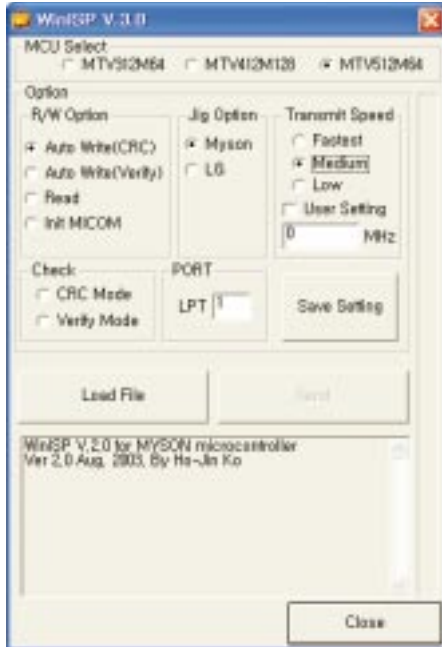 WinISP V.3.0
MCU Select
MTV312M64 MTV412M128 MTV512M64
Option
R/W Option Jig Option Transmit Speed
Auto Write(CRC) Myson Fastest
Auto Write(Verify) LG Medium
Read Low
Init MICOM User Setting
0 MHz
Check PORT
CRC Mode LPT 1 Save Setting
Verify Mode
Load File Send
WinISP V.2.0 for MYSON microcontroller
Ver 2.0 Aug, 2003, By Ho-Jin Ko
Close